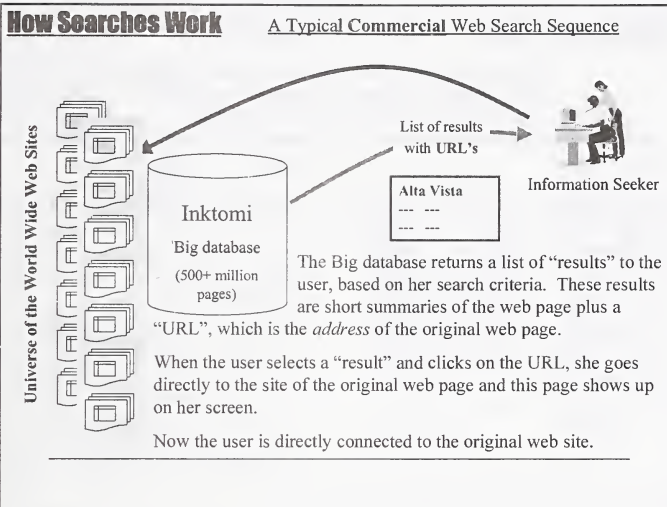 How Searches Work
A Typical Commercial Web Search Sequence
Universe of the World Wide Web Sites
List of results
with URL's
Information Seeker
Alta Vista
--- ---
--- ---
Inktomi
Big database
(500+ million
pages)
The Big database returns a list of “results” to the
user, based on her search criteria. These results
are short summaries of the web page plus a
“URL”, which is the address of the original web page.
When the user selects a “result” and clicks on the URL, she goes
directly to the site of the original web page and this page shows up
on her screen.
Now the user is directly connected to the original web site.